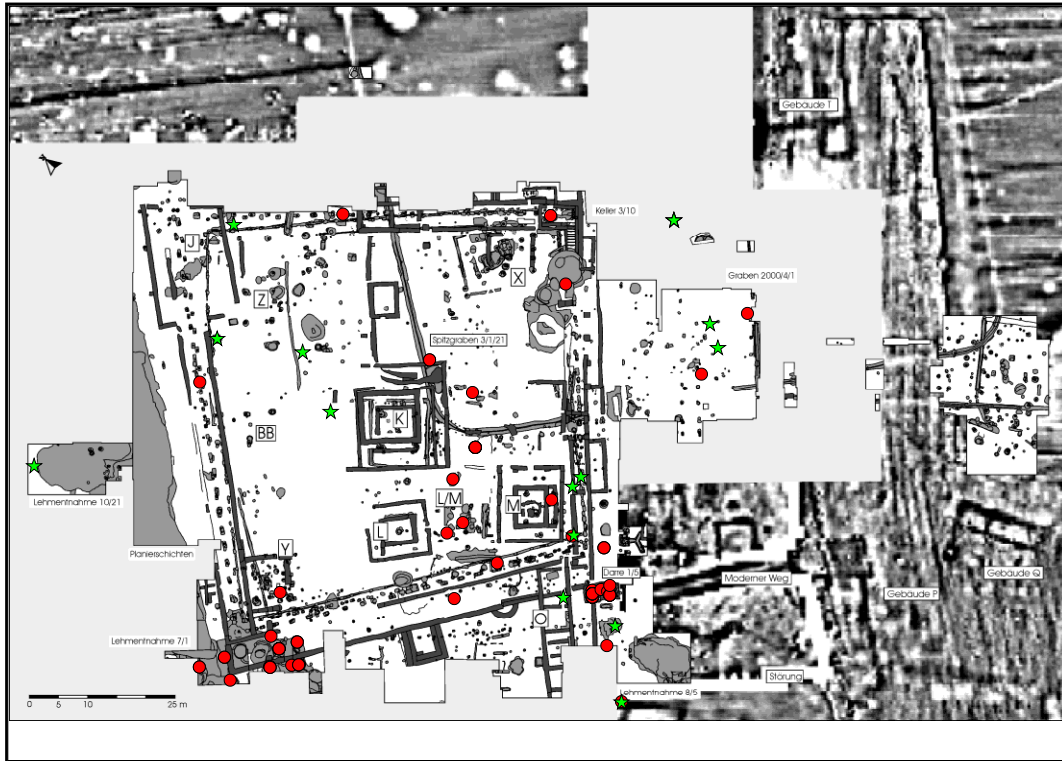 Gebäude T
Keller 3/10
J
X
Graben 2000/4/1
Z
Spitzgraben 3/1/21
K
BB
Lehmentnahme 10/21
L/M
M
L
Planierschichten
Y
Darre 1/5
Moderner Weg
Gebäude Q
Gebäude P
O
Lehmentnahme 7/1
Störung
Lehmentnahme 8/5
0 5 10 25 m